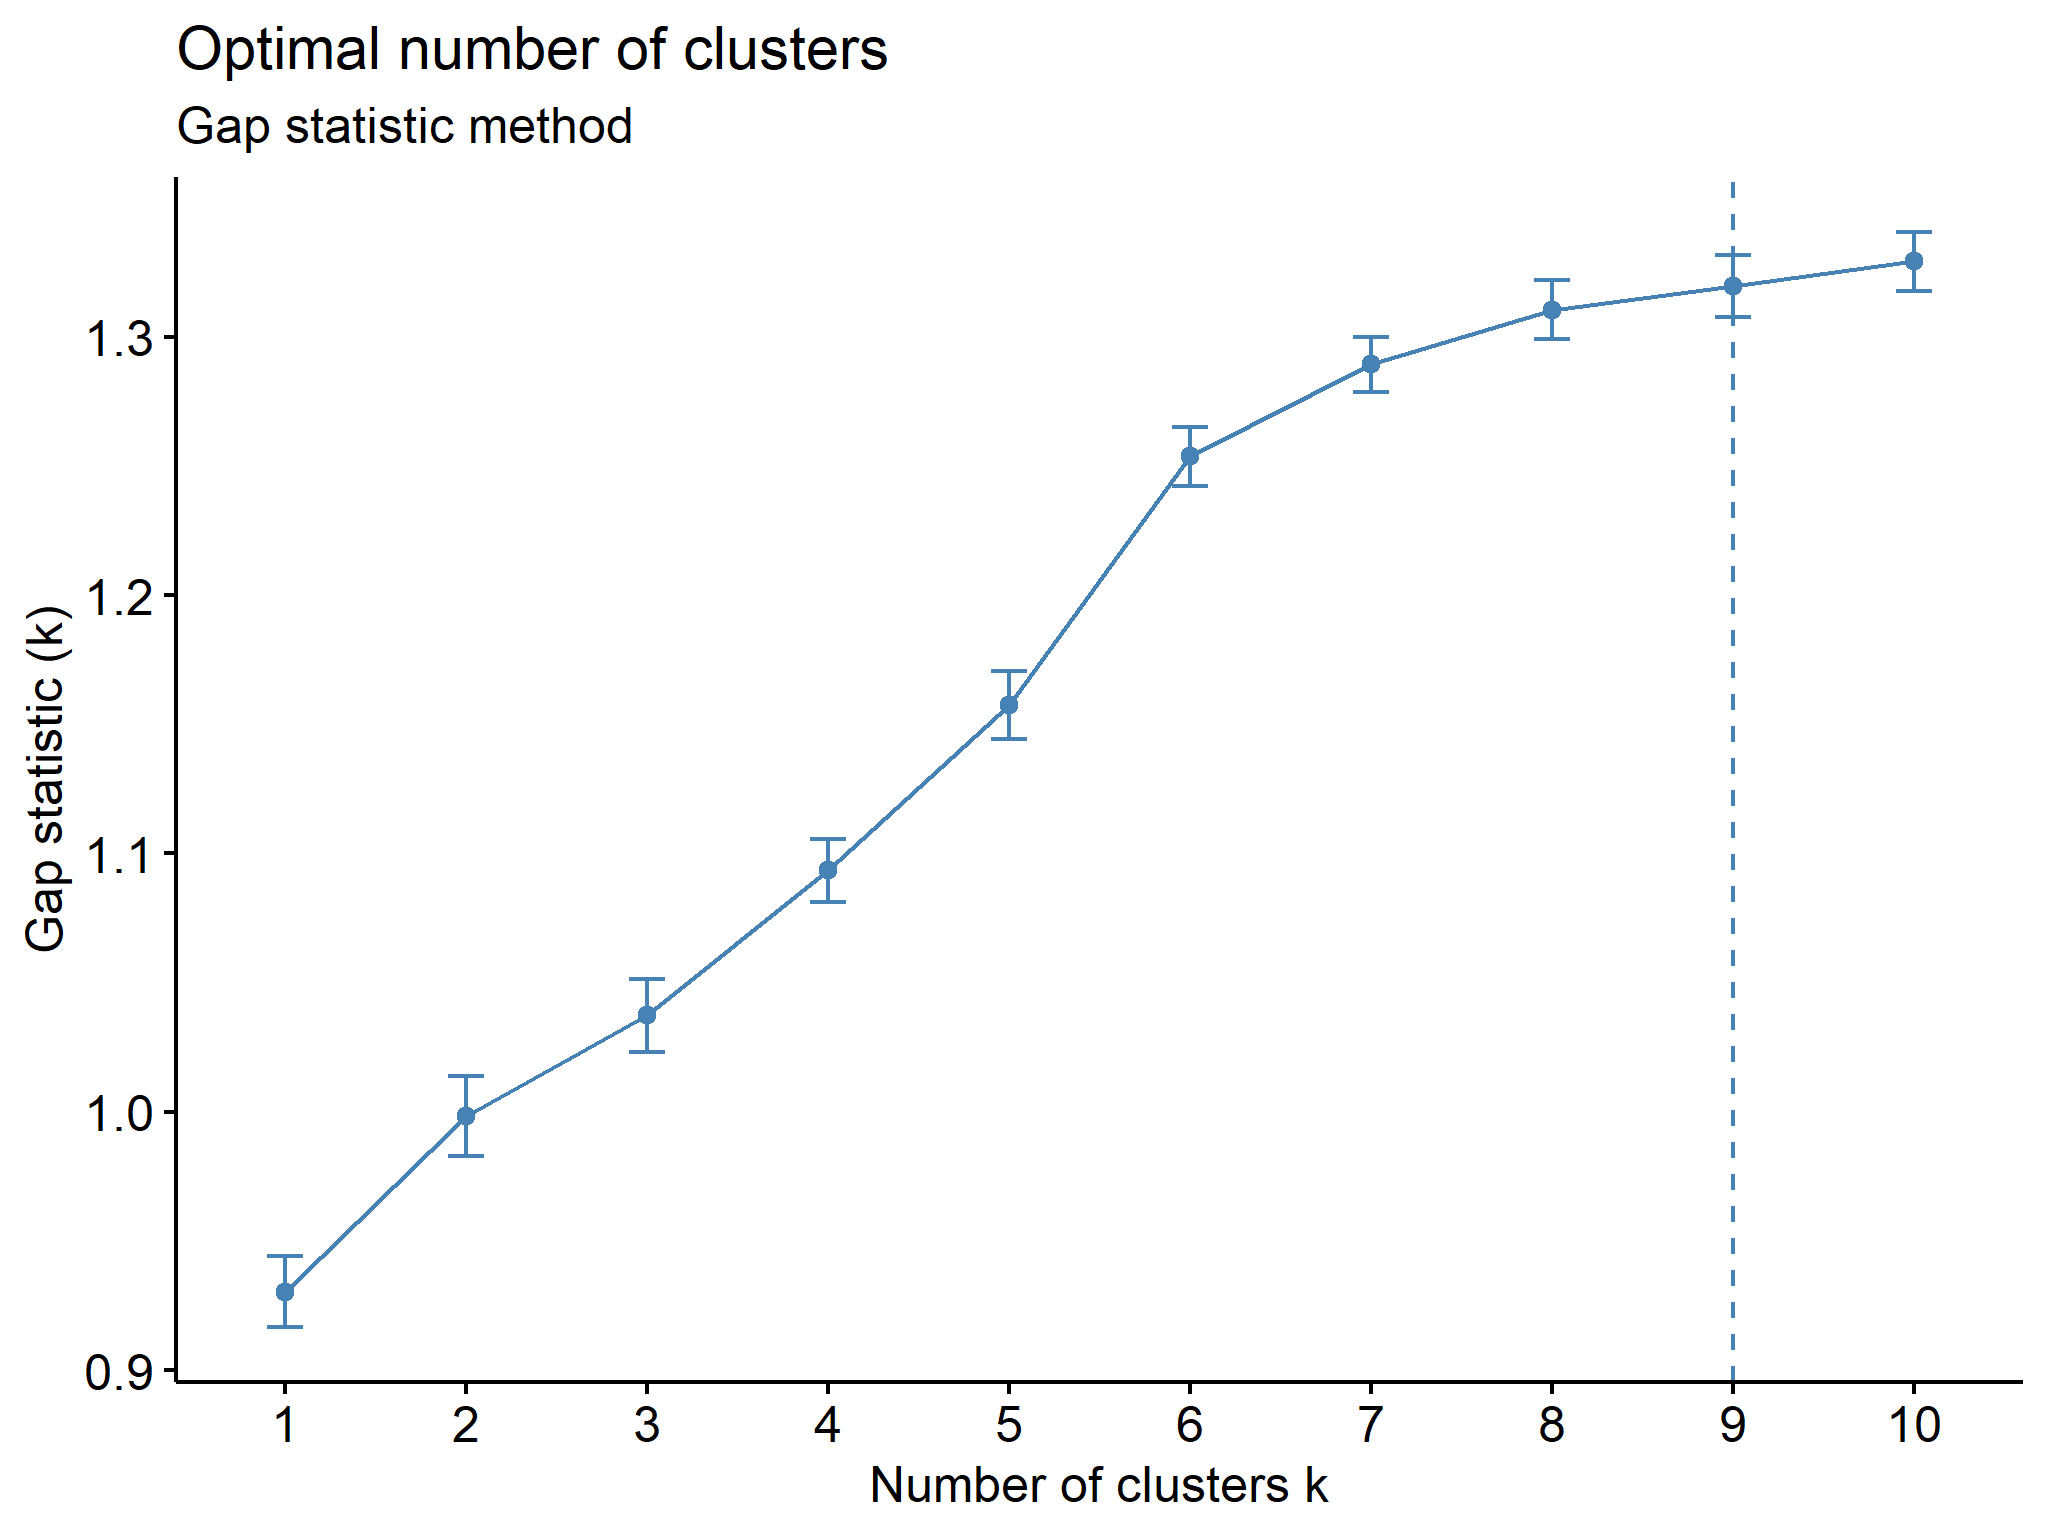 Optimal number of clusters
Gap statistic method
Gap statistic (k)
1.3
1.2
1.1
1.0
0.9
1 2 3 4 5 6 7 8 9 10
Number of clusters k